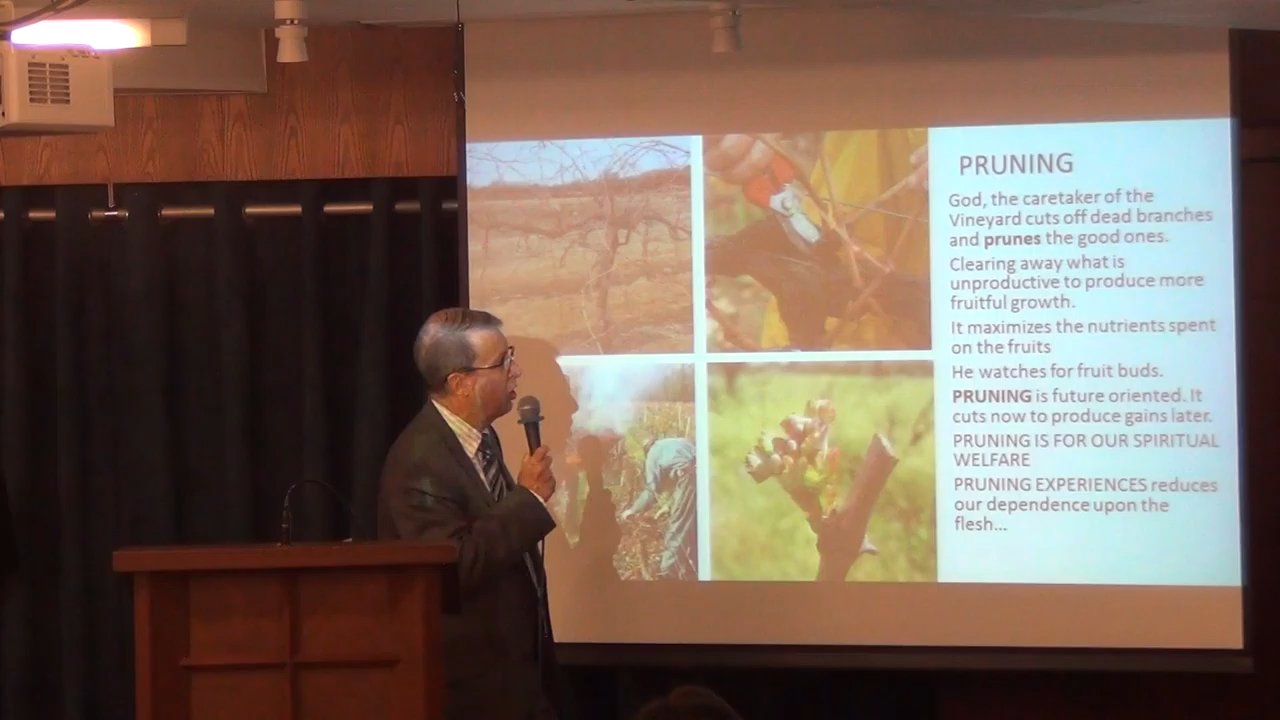 PRUNING
God, the caretaker of the
Vineyard cuts off dead branches
and prunes the good ones.
Clearing away what is
unproductive to produce more
fruitful growth.
It maximizes the nutrients spent
on the fruits
He watches for fruit buds.
PRUNING is future oriented. It
cuts now to produce gains later.
PRUNING IS FOR OUR SPIRITUAL
WELFARE
PRUNING EXPERIENCES reduces
our dependence upon the
flesh...